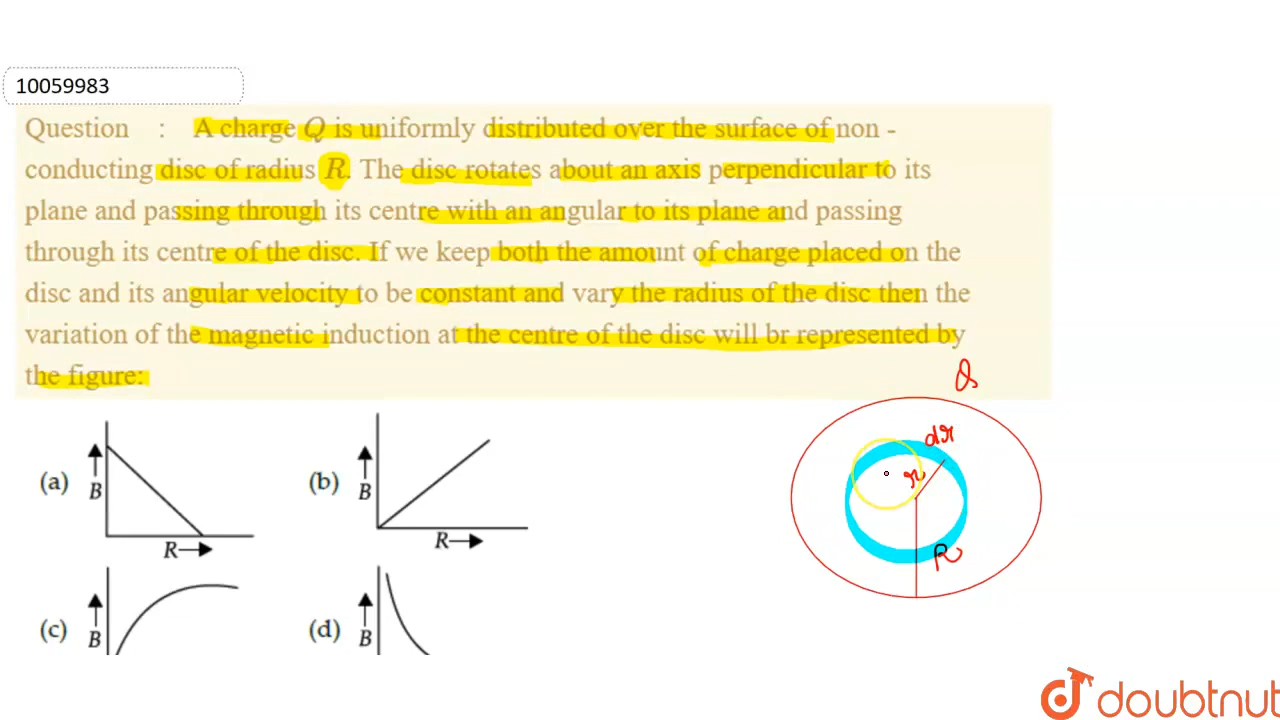 10059983
Question : A charge Q is uniformly distributed over the surface of non -
conducting disc of radius R. The disc rotates about an axis perpendicular to its
plane and passing through its centre with an angular to its plane and passing
through its centre of the disc. If we keep both the amount of charge placed on the
disc and its angular velocity to be constant and vary the radius of the disc then the
variation of the magnetic induction at the centre of the disc will br represented by
the figure:
Q
dr
r
R
(a) B R
(b) B R
(c) B
(d) B
doubtnut